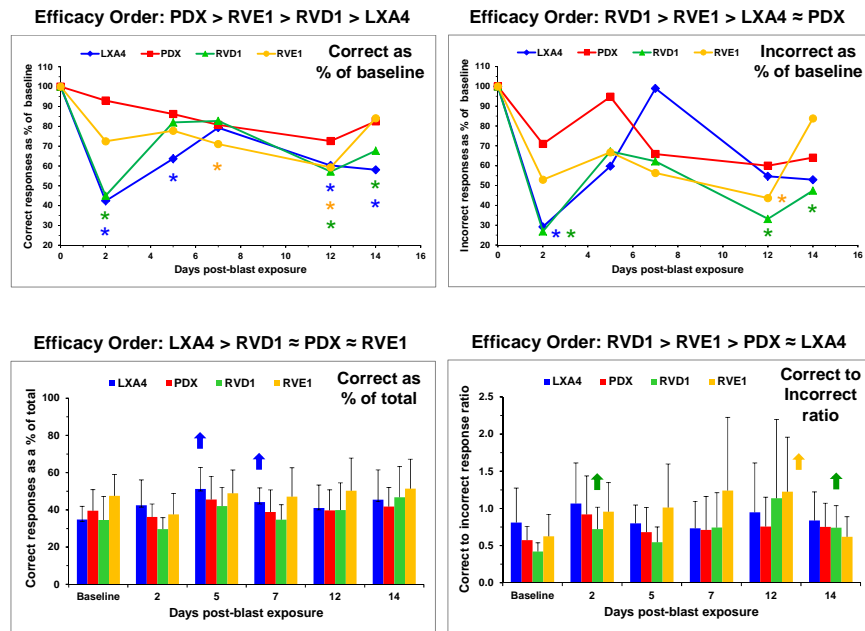 Efficacy Order: PDX > RVE1 > RVD1 > LXA4
LXA4 PDX RVD1 RVE1
Correct as
% of baseline
Correct responses as % of baseline
110
100
90
80
70
60
50
40
30
20
* * * * * * * * *
0 2 4 6 8 10 12 14 16
Days post-blast exposure
Efficacy Order: RVD1 > RVE1 > LXA4 ≈ PDX
LXA4 PDX RVD1 RVE1
Incorrect as
% of baseline
Incorrect responses as % of baseline
110
100
90
80
70
60
50
40
30
20
* * * * *
0 2 4 6 8 10 12 14 16
Days post-blast exposure
Efficacy Order: LXA4 > RVD1 ≈ PDX ≈ RVE1
LXA4 PDX RVD1 RVE1
Correct as
% of total
Correct responses as a % of total
100
80
60
40
20
0
Baseline 2 5 7 12 14
Days post-blast exposure
Efficacy Order: RVD1 > RVE1 > PDX ≈ LXA4
LXA4 PDX RVD1 RVE1
Correct to
Incorrect
ratio
Correct to incorrect response ratio
2.5
2.0
1.5
1.0
0.5
0.0
Baseline 2 5 7 12 14
Days post-blast exposure